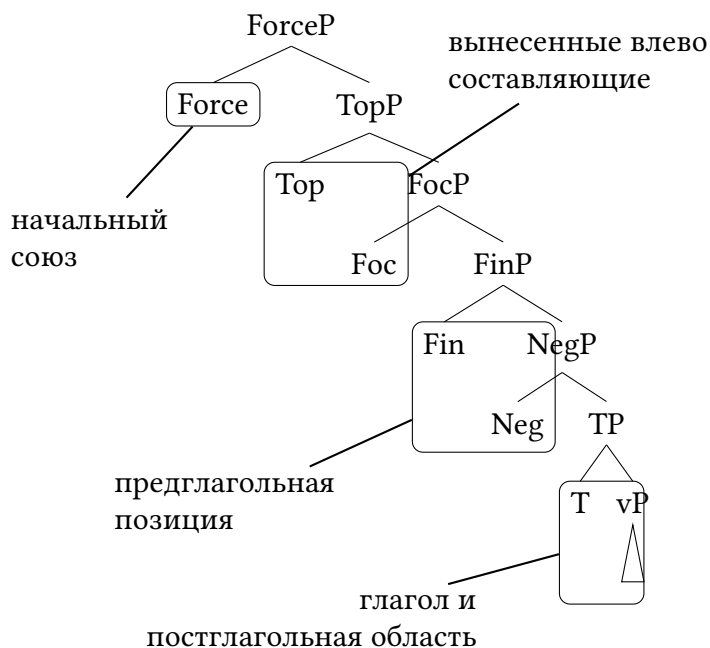 ForceP
вынесенные влево
составляющие
Force
TopP
Top
FocP
начальный
союз
Foc
FinP
Fin
NegP
Neg
TP
предглагольная
позиция
T
vP
глагол и
постглагольная область